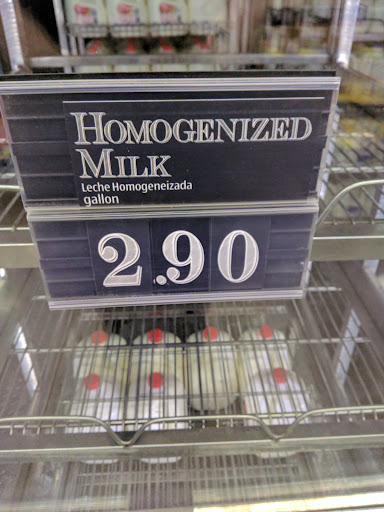 HOMOGENIZED
MILK
Leche Homogeneizada
gallon
2.90